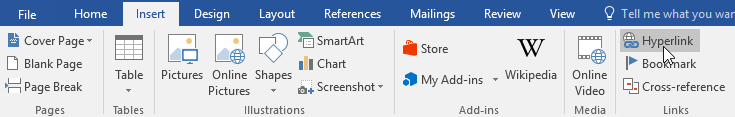 File Home Insert Design Layout References Mailings Review View Tell me what you wan
Cover Page
Blank Page
Page Break
Pages
Table
Tables
Pictures
Online
Pictures
Shapes
SmartArt
Chart
Screenshot
Illustrations
Store
My Add-ins
W
Wikipedia
Add-ins
Online
Video
Media
Hyperlink
Bookmark
Cross-reference
Links